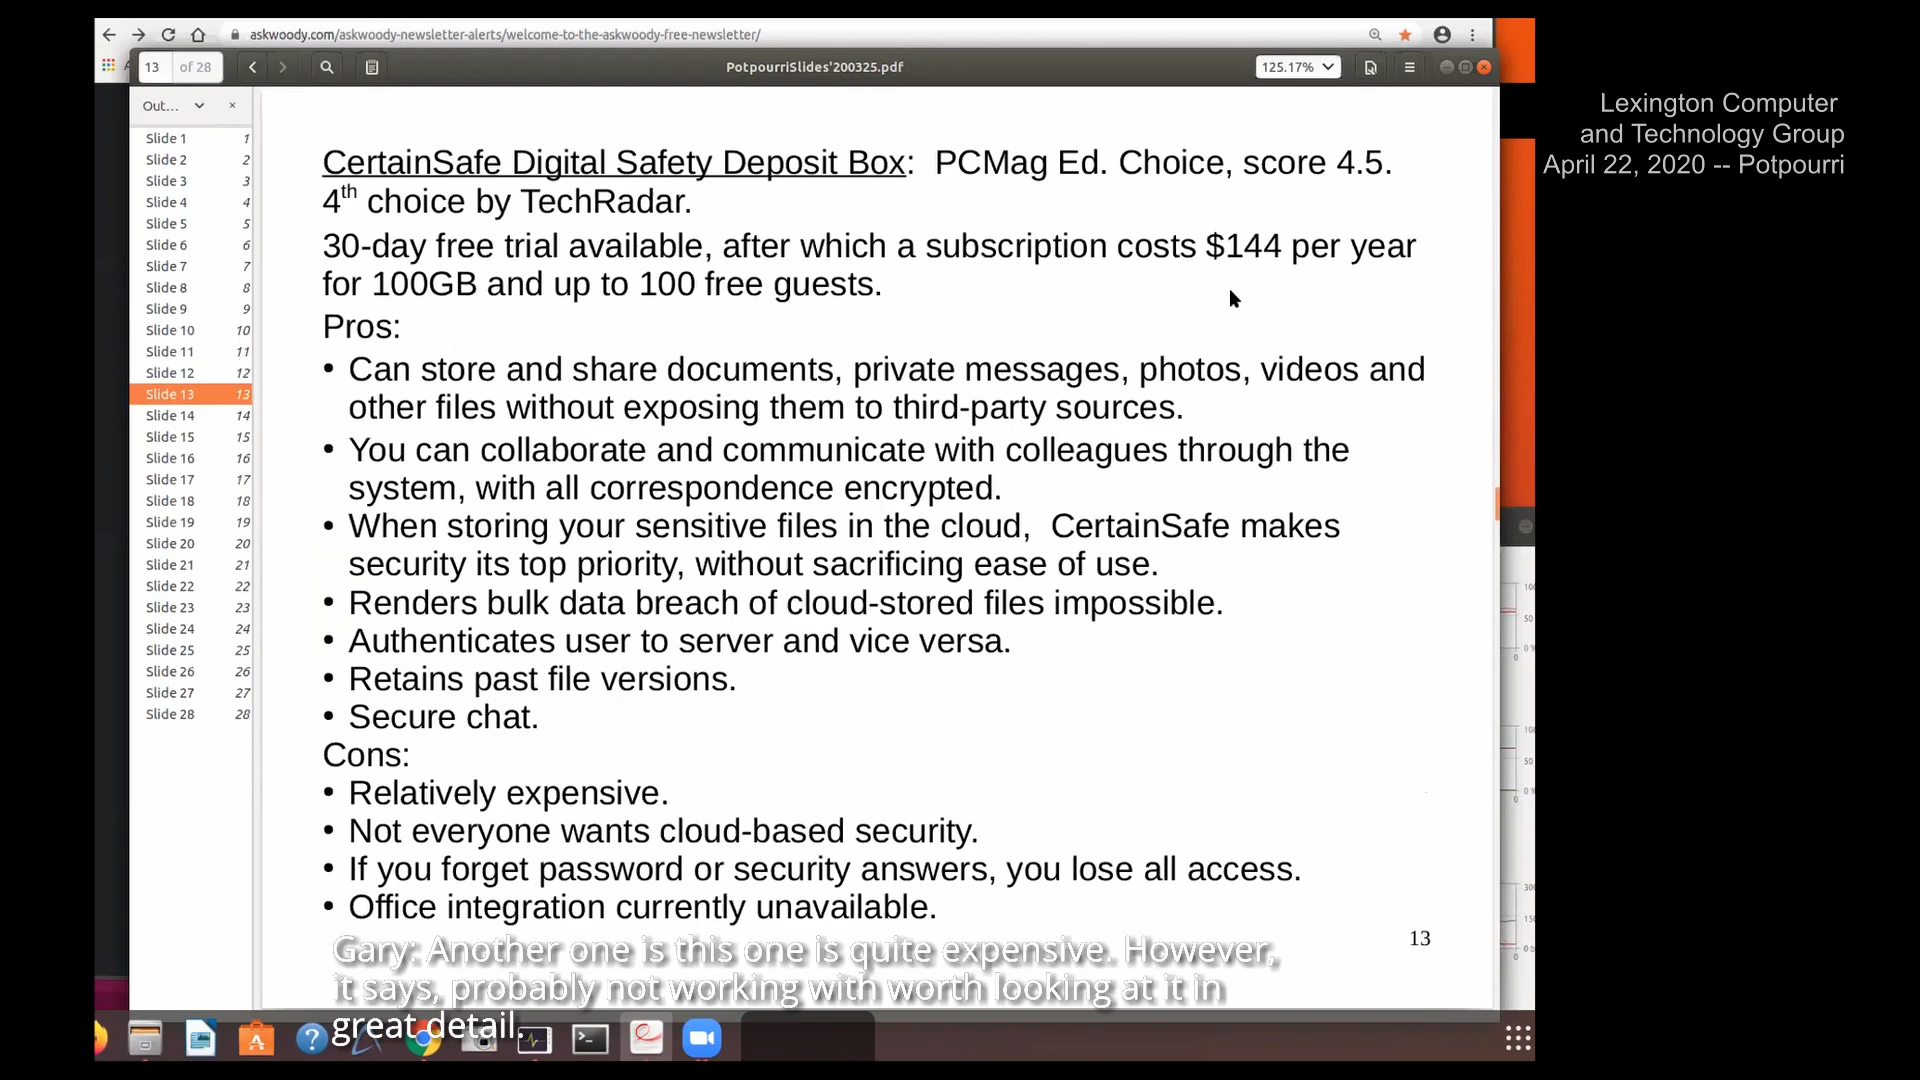 askwoody.com/askwoody-newsletter-alerts/welcome-to-the-askwoody-free-newsletter/
13 of 28
PotpourriSlides'200325.pdf
125.17%
Lexington Computer
and Technology Group
April 22, 2020 -- Potpourri
Out...
Slide 1 1
Slide 2 2
Slide 3 3
Slide 4 4
Slide 5 5
Slide 6 6
Slide 7 7
Slide 8 8
Slide 9 9
Slide 10 10
Slide 11 11
Slide 12 12
Slide 13 13
Slide 14 14
Slide 15 15
Slide 16 16
Slide 17 17
Slide 18 18
Slide 19 19
Slide 20 20
Slide 21 21
Slide 22 22
Slide 23 23
Slide 24 24
Slide 25 25
Slide 26 26
Slide 27 27
Slide 28 28
CertainSafe Digital Safety Deposit Box: PCMag Ed. Choice, score 4.5.
4th choice by TechRadar.
30-day free trial available, after which a subscription costs $144 per year
for 100GB and up to 100 free guests.
Pros:
• Can store and share documents, private messages, photos, videos and
other files without exposing them to third-party sources.
• You can collaborate and communicate with colleagues through the
system, with all correspondence encrypted.
• When storing your sensitive files in the cloud, CertainSafe makes
security its top priority, without sacrificing ease of use.
• Renders bulk data breach of cloud-stored files impossible.
• Authenticates user to server and vice versa.
• Retains past file versions.
• Secure chat.
Cons:
• Relatively expensive.
• Not everyone wants cloud-based security.
• If you forget password or security answers, you lose all access.
• Office integration currently unavailable.
13
Gary: Another one is this one is quite expensive. However,
it says, probably not working with worth looking at it in
great detail.